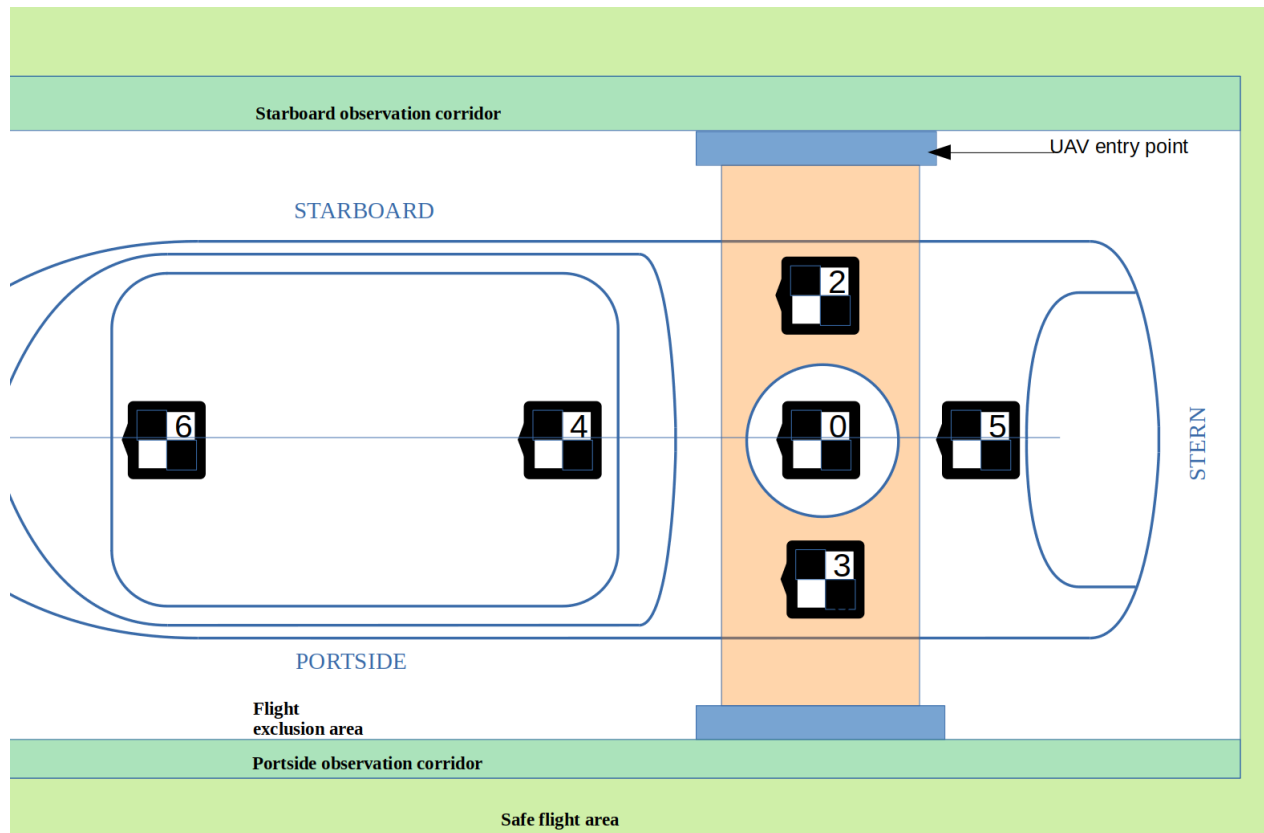 Starboard observation corridor
UAV entry point
STARBOARD
2
6
4
0
5
STERN
3
PORTSIDE
Flight
exclusion area
Portside observation corridor
Safe flight area